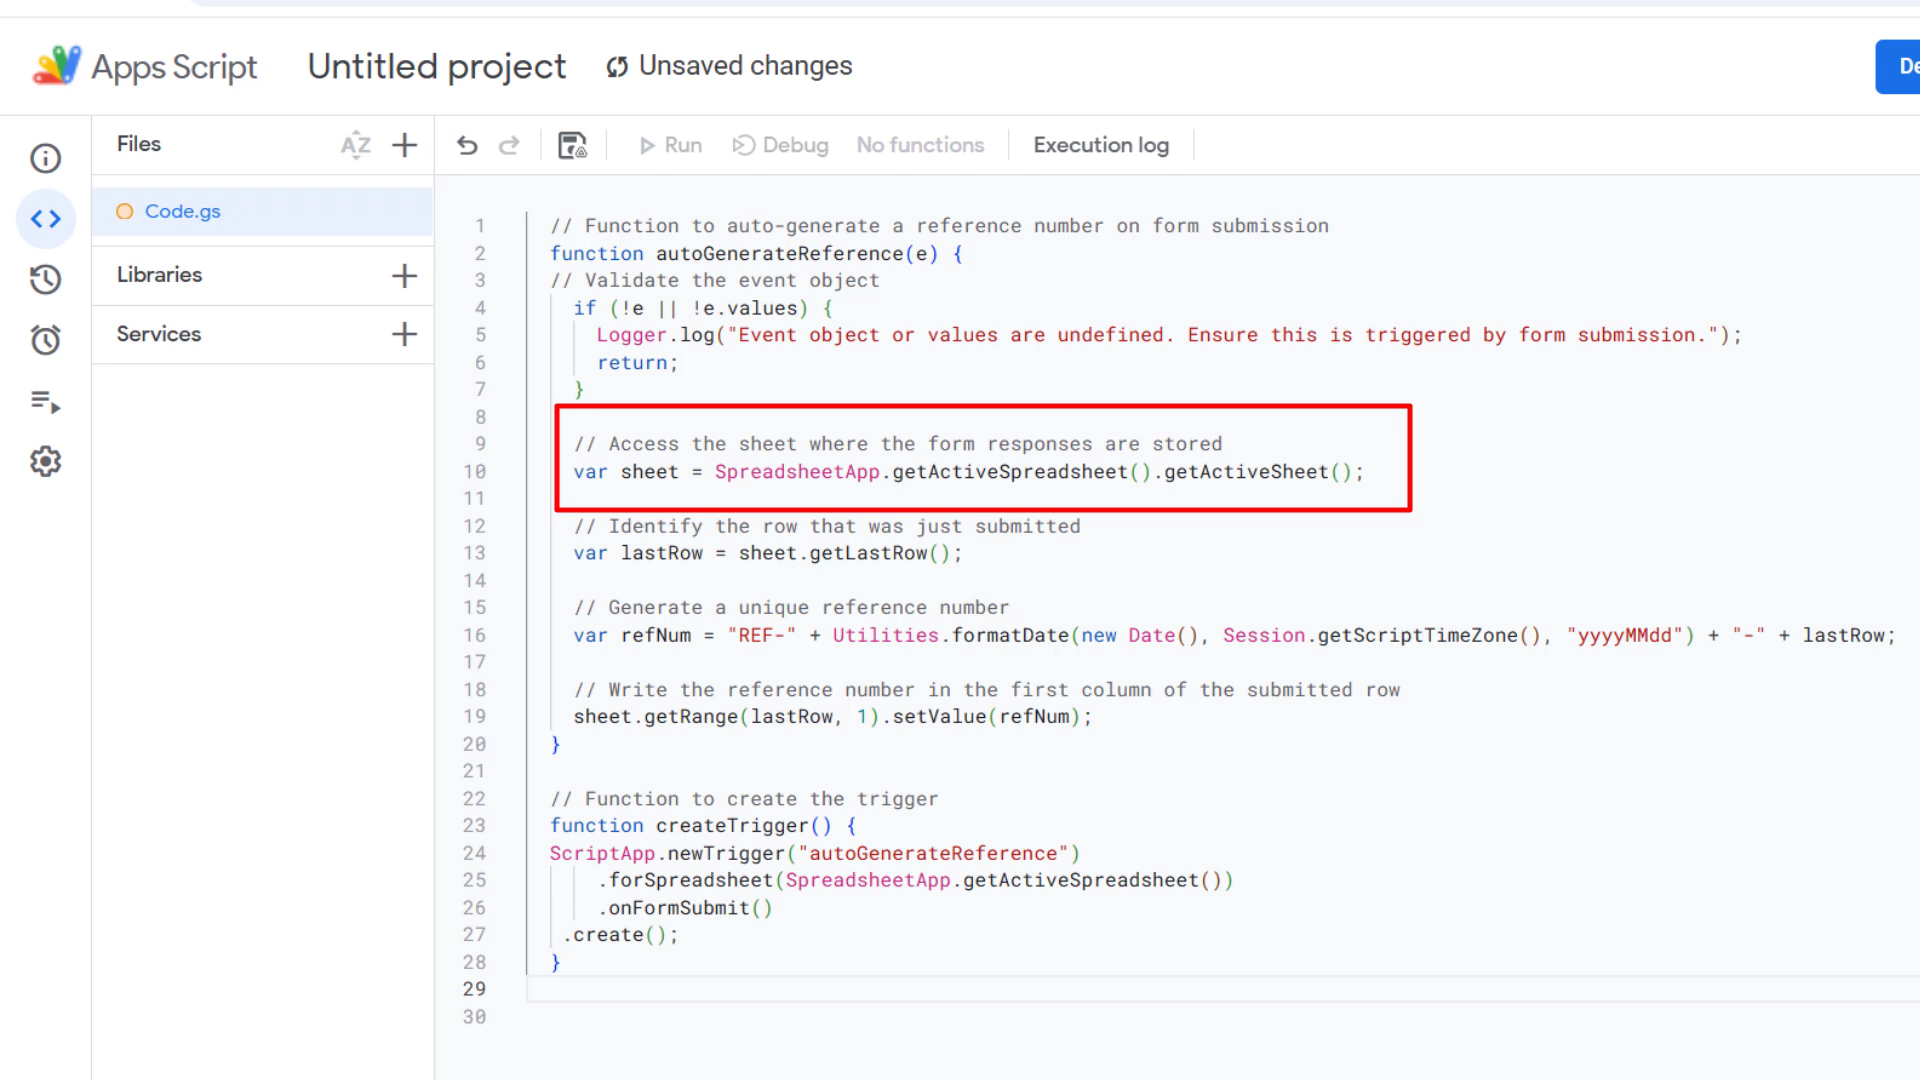 Apps Script Untitled project Unsaved changes
Files
Run Debug No functions Execution log
Code.gs
Libraries
Services
1 // Function to auto-generate a reference number on form submission
2 function autoGenerateReference(e) {
3 // Validate the event object
4 if (!e || !e.values) {
5 Logger.log("Event object or values are undefined. Ensure this is triggered by form submission.");
6 return;
7 }
8
9 // Access the sheet where the form responses are stored
10 var sheet = SpreadsheetApp.getActiveSpreadsheet().getActiveSheet();
11
12 // Identify the row that was just submitted
13 var lastRow = sheet.getLastRow();
14
15 // Generate a unique reference number
16 var refNum = "REF-" + Utilities.formatDate(new Date(), Session.getScriptTimeZone(), "yyyyMMdd") + "-" + lastRow;
17
18 // Write the reference number in the first column of the submitted row
19 sheet.getRange(lastRow, 1).setValue(refNum);
20 }
21
22 // Function to create the trigger
23 function createTrigger() {
24 ScriptApp.newTrigger("autoGenerateReference")
25 .forSpreadsheet(SpreadsheetApp.getActiveSpreadsheet())
26 .onFormSubmit()
27 .create();
28 }
29
30